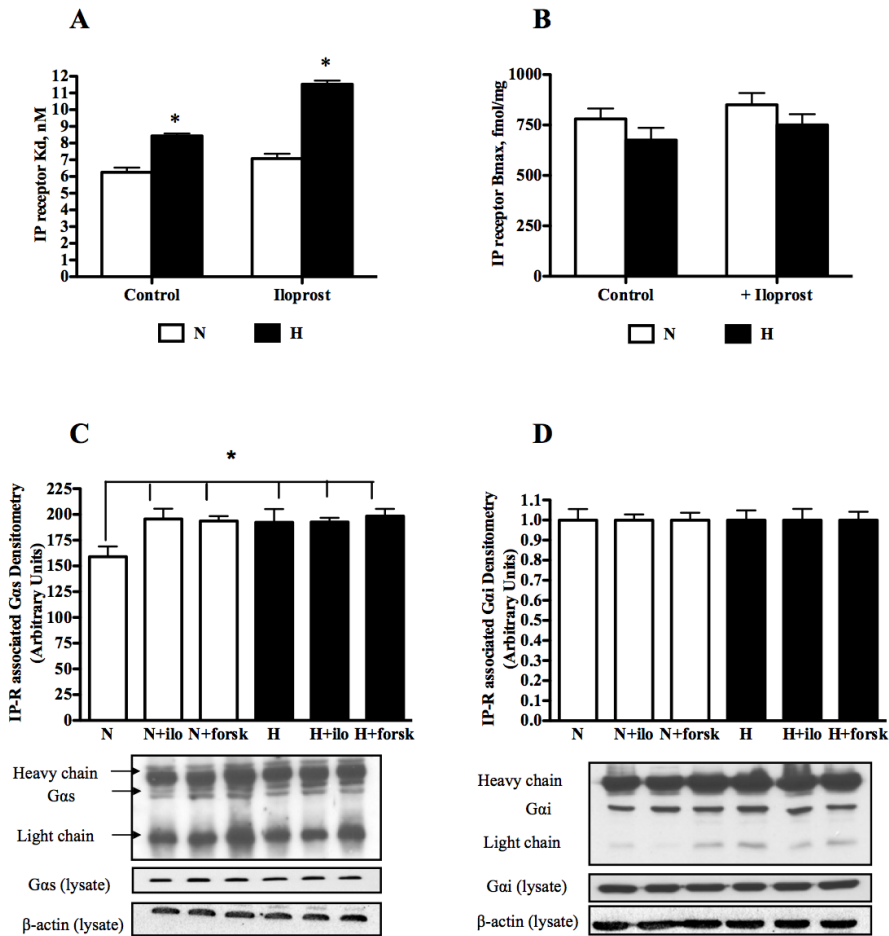 A
IP receptor Kd, nM
12
11
10
9
8
7
6
5
4
3
2
1
0
*
*
Control
Iloprost
N
H
B
IP receptor Bmax, fmol/mg
1000
750
500
250
0
Control
+ Iloprost
N
H
C
*
IP-R associated Gαs Densitometry
(Arbitrary Units)
225
200
175
150
125
100
75
50
25
0
N N+ilo N+forsk H H+ilo H+forsk
Heavy chain
Gαs
Light chain
Gαs (lysate)
β-actin (lysate)
D
IP-R associated Gαi Densitometry
(Arbitrary Units)
1.1
1.0
0.9
0.8
0.7
0.6
0.5
0.4
0.3
0.2
0.1
0.0
N N+ilo N+forsk H H+ilo H+forsk
Heavy chain
Gαi
Light chain
Gαi (lysate)
β-actin (lysate)